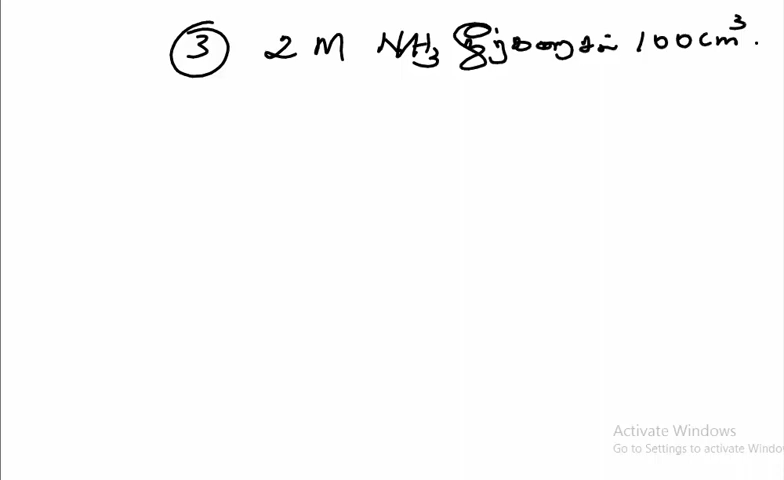 ③ 2 M NH₃ 100cm³.
Activate Windows
Go to Settings to activate Windo